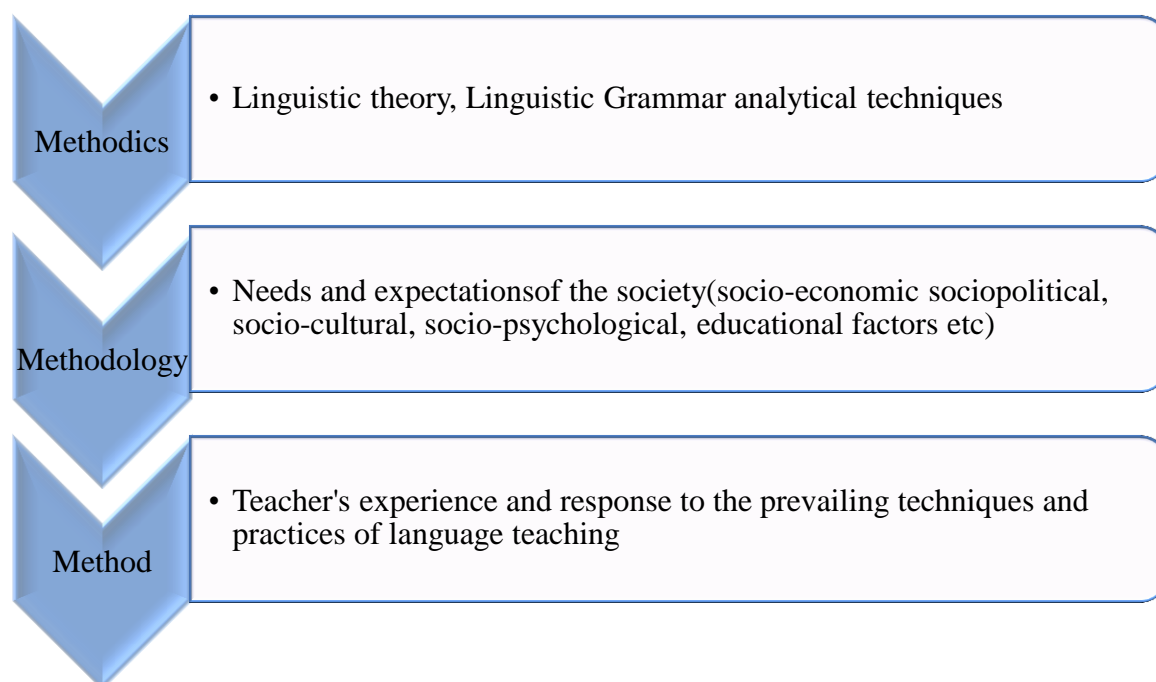 Methodics
• Linguistic theory, Linguistic Grammar analytical techniques
Methodology
• Needs and expectationsof the society(socio-economic sociopolitical,
socio-cultural, socio-psychological, educational factors etc)
Method
• Teacher's experience and response to the prevailing techniques and
practices of language teaching